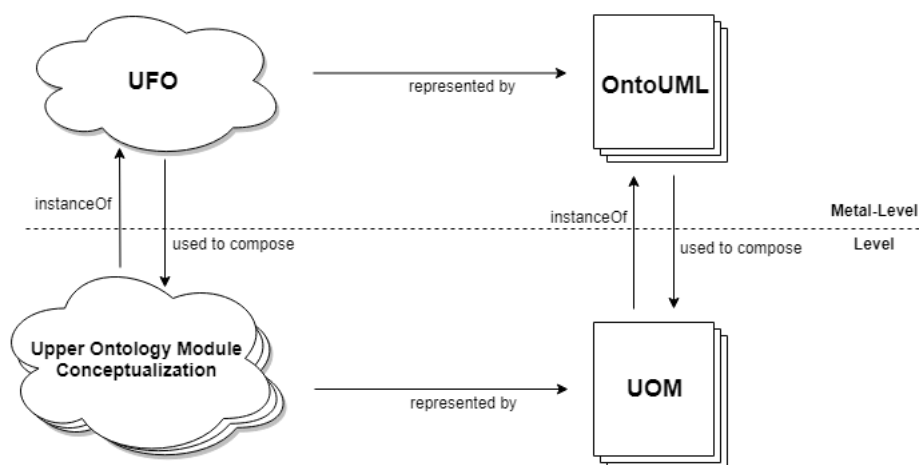 UFO
OntoUML
represented by
instanceOf
used to compose
instanceOf
used to compose
Metal-Level
Level
Upper Ontology Module
Conceptualization
UOM
represented by